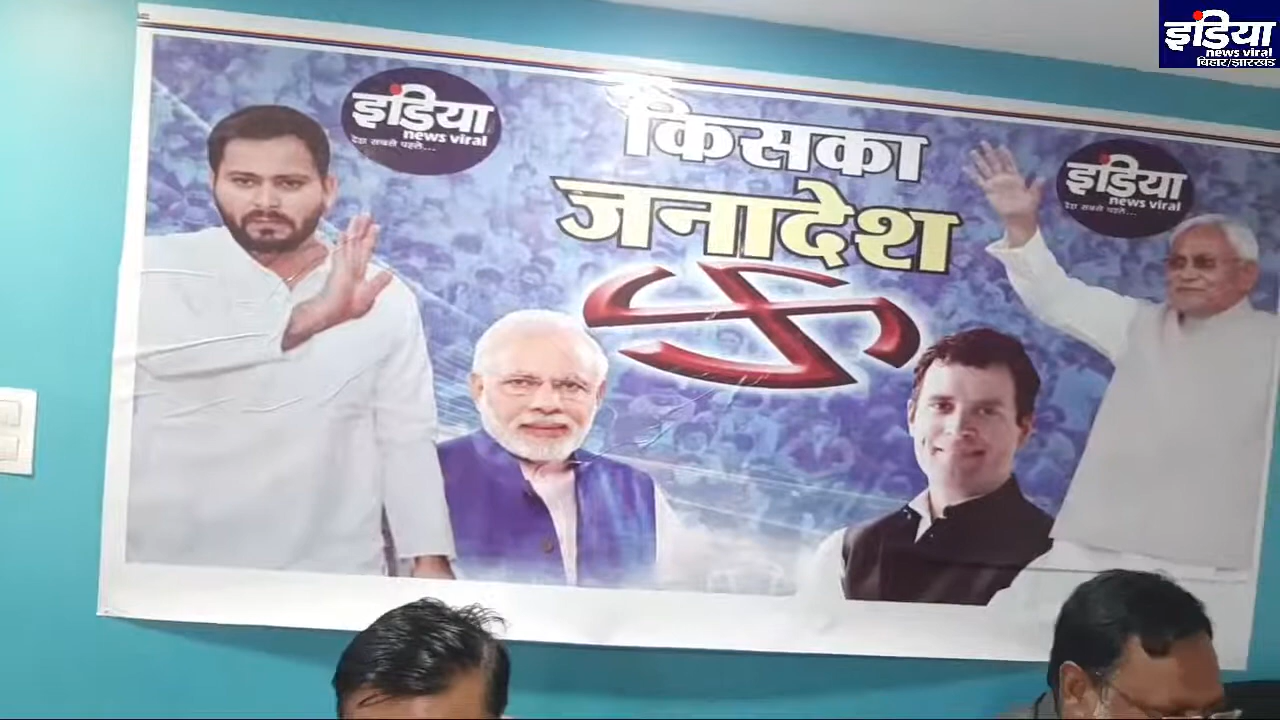 इंडिया
news viral
बिहार/झारखंड
इंडिया
news viral
देश सबसे पहले...
किसका
जनादेश
इंडिया
news viral
देश सबसे पहले...